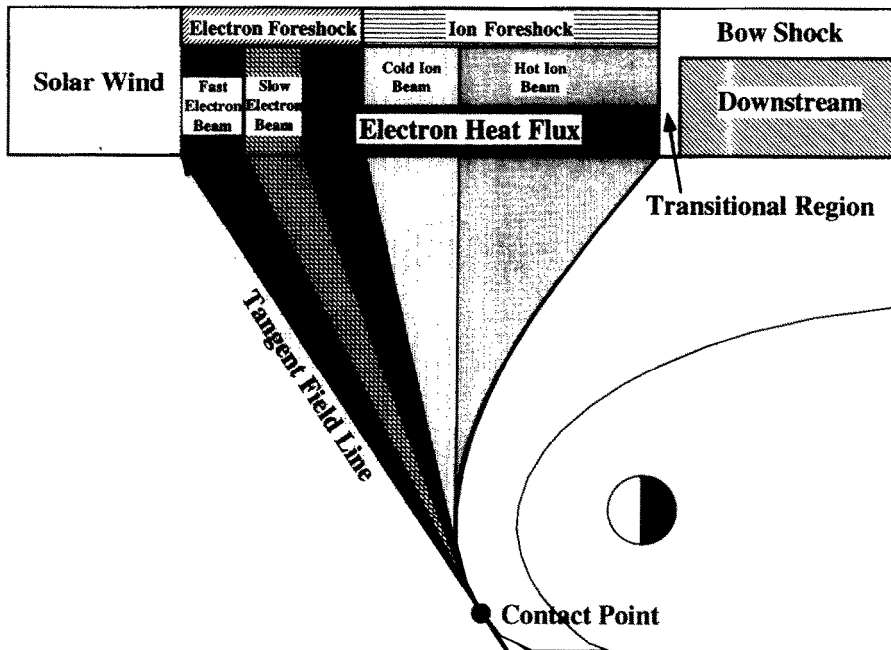 Electron Foreshock
Ion Foreshock
Bow Shock
Solar Wind
Fast
Electron
Beam
Slow
Electron
Beam
Cold Ion
Beam
Hot Ion
Beam
Downstream
Electron Heat Flux
Transitional Region
Tangent Field Line
Contact Point